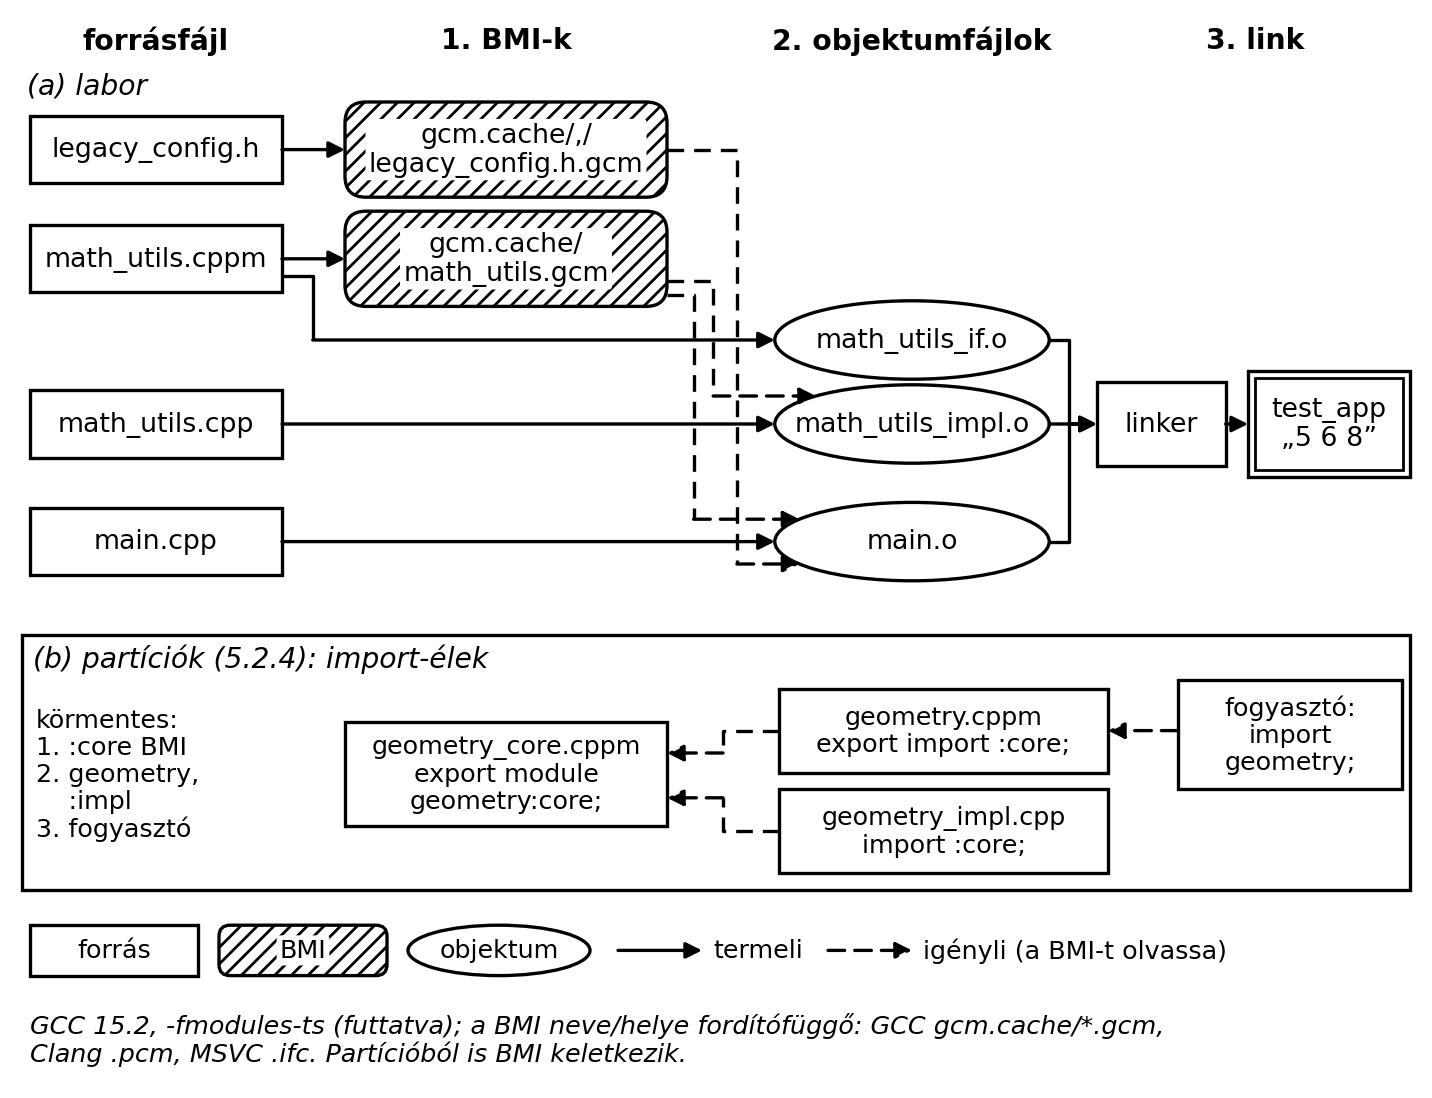 forrásfájl
1. BMI-k
2. objektumfájlok
3. link
(a) labor
legacy_config.h
gcm.cache/,/
legacy_config.h.gcm
math_utils.cppm
gcm.cache/
math_utils.gcm
math_utils_if.o
math_utils.cpp
math_utils_impl.o
linker
test_app
„5 6 8”
main.cpp
main.o
(b) partíciók (5.2.4): import-élek
körmentes:
1. :core BMI
2. geometry,
:impl
3. fogyasztó
geometry_core.cppm
export module
geometry:core;
geometry.cppm
export import :core;
geometry_impl.cpp
import :core;
fogyasztó:
import
geometry;
forrás
BMI
objektum
termeli
igényli (a BMI-t olvassa)
GCC 15.2, -fmodules-ts (futtatva); a BMI neve/helye fordítófüggő: GCC gcm.cache/*.gcm,
Clang .pcm, MSVC .ifc. Partícióból is BMI keletkezik.